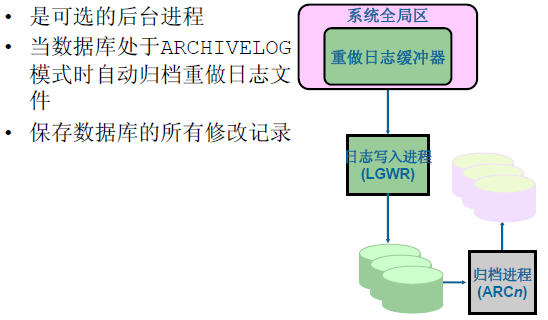 • 是可选的后台进程
• 当数据库处于ARCHIVELOG
模式时自动归档重做日志文
件
• 保存数据库的所有修改记录
系统全局区
重做日志缓冲器
日志写入进程
(LGWR)
归档进程
(ARCn)